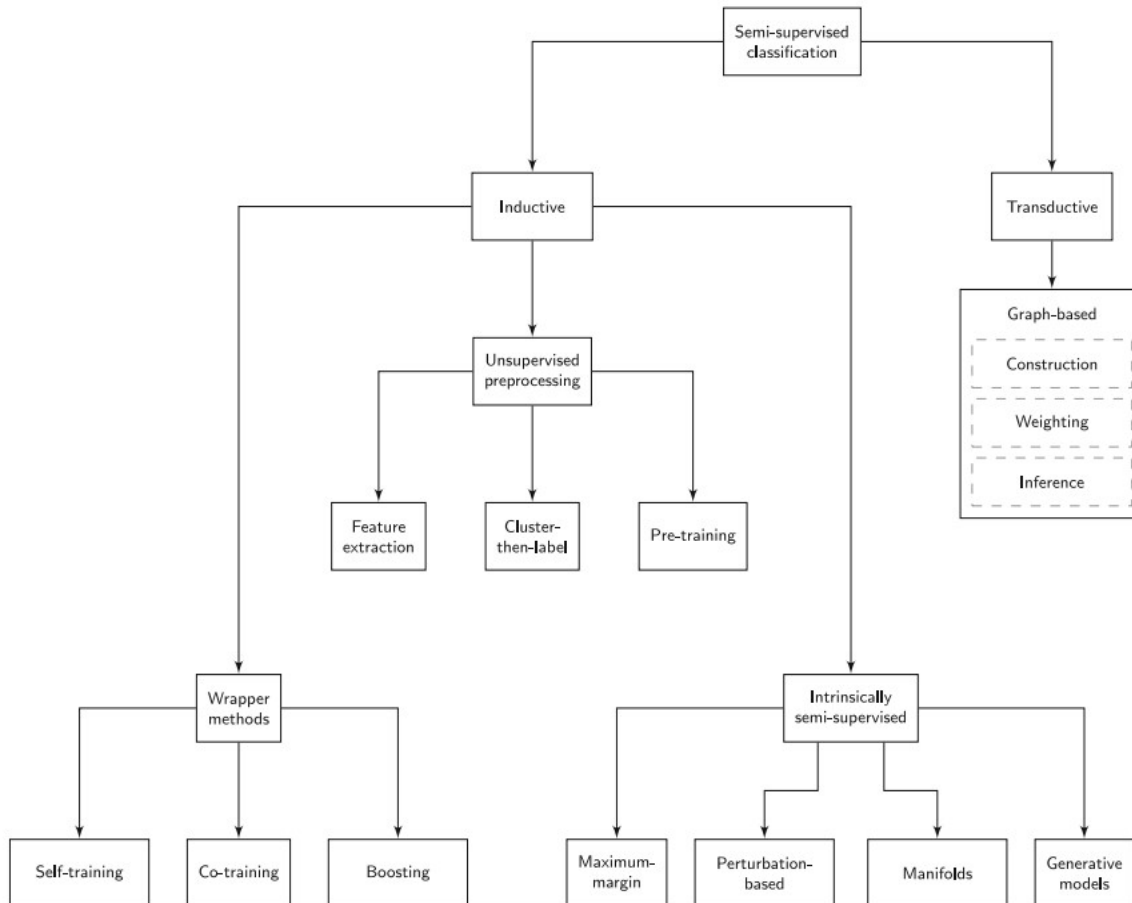 Semi-supervised
classification
Inductive
Transductive
Graph-based
Construction
Weighting
Inference
Unsupervised
preprocessing
Feature
extraction
Cluster-
then-label
Pre-training
Wrapper
methods
Intrinsically
semi-supervised
Self-training
Co-training
Boosting
Maximum-
margin
Perturbation-
based
Manifolds
Generative
models